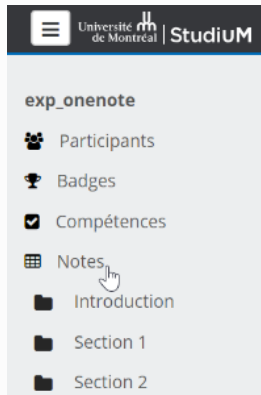 Université
de Montréal | StudiUM
exp_onenote
Participants
Badges
Compétences
Notes
Introduction
Section 1
Section 2